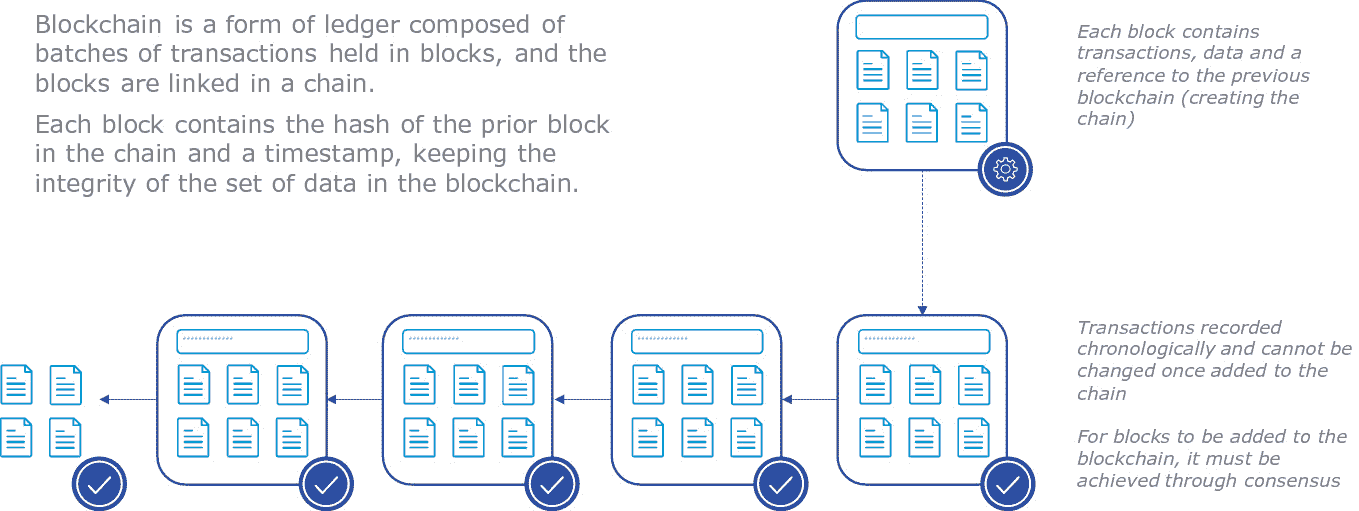 Blockchain is a form of ledger composed of
batches of transactions held in blocks, and the
blocks are linked in a chain.
Each block contains the hash of the prior block
in the chain and a timestamp, keeping the
integrity of the set of data in the blockchain.
Each block contains
transactions, data and a
reference to the previous
blockchain (creating the
chain)
*************
*************
*************
*************
Transactions recorded
chronologically and cannot be
changed once added to the
chain
For blocks to be added to the
blockchain, it must be
achieved through consensus